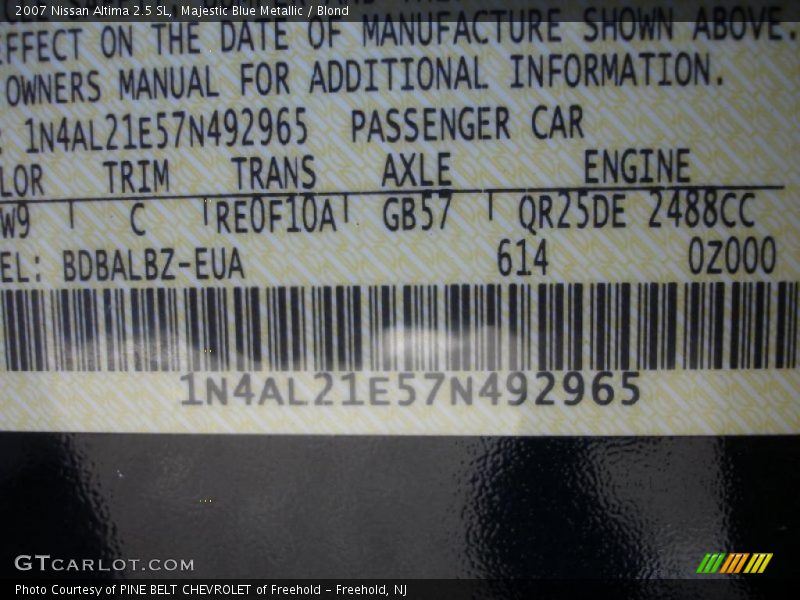 2007 Nissan Altima 2.5 SL, Majestic Blue Metallic / Blond
EFFECT ON THE DATE OF MANUFACTURE SHOWN ABOVE.
OWNERS MANUAL FOR ADDITIONAL INFORMATION.
: 1N4AL21E57N492965 PASSENGER CAR
LOR TRIM TRANS AXLE ENGINE
W9 C RE0F10A GB57 QR25DE 2488CC
EL: BDBALBZ-EUA 614 0Z000
1N4AL21E57N492965
GTCARLOT.COM
Photo Courtesy of PINE BELT CHEVROLET of Freehold - Freehold, NJ